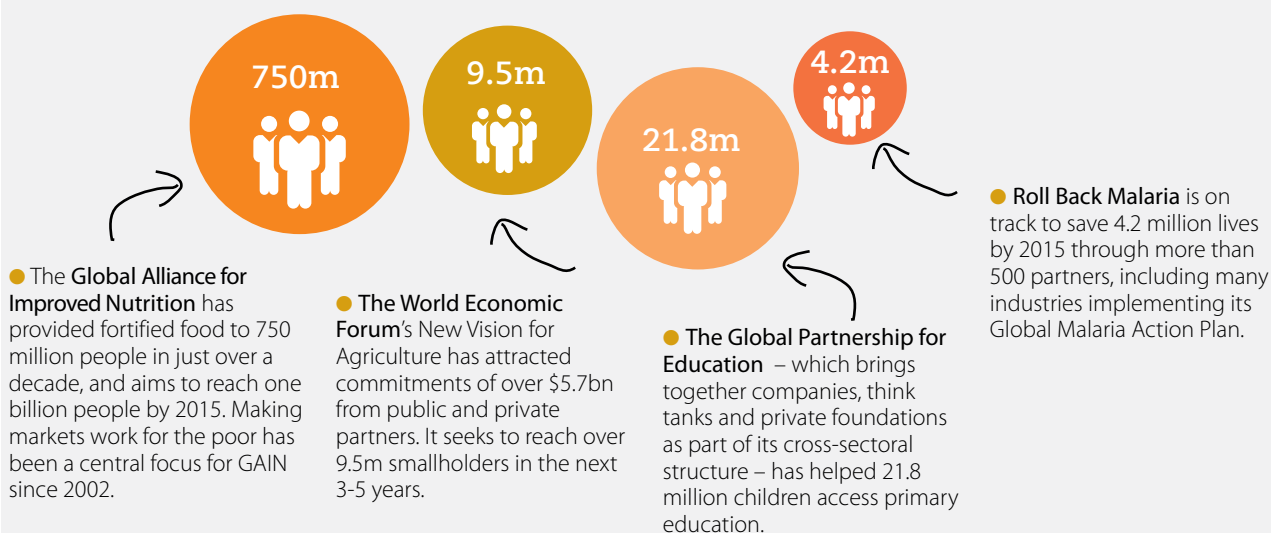 750m
9.5m
21.8m
4.2m
● The Global Alliance for
Improved Nutrition has
provided fortified food to 750
million people in just over a
decade, and aims to reach one
billion people by 2015. Making
markets work for the poor has
been a central focus for GAIN
since 2002.
● The World Economic
Forum’s New Vision for
Agriculture has attracted
commitments of over $5.7bn
from public and private
partners. It seeks to reach over
9.5m smallholders in the next
3-5 years.
● The Global Partnership for
Education – which brings
together companies, think
tanks and private foundations
as part of its cross-sectoral
structure – has helped 21.8
million children access primary
education.
● Roll Back Malaria is on
track to save 4.2 million lives
by 2015 through more than
500 partners, including many
industries implementing its
Global Malaria Action Plan.